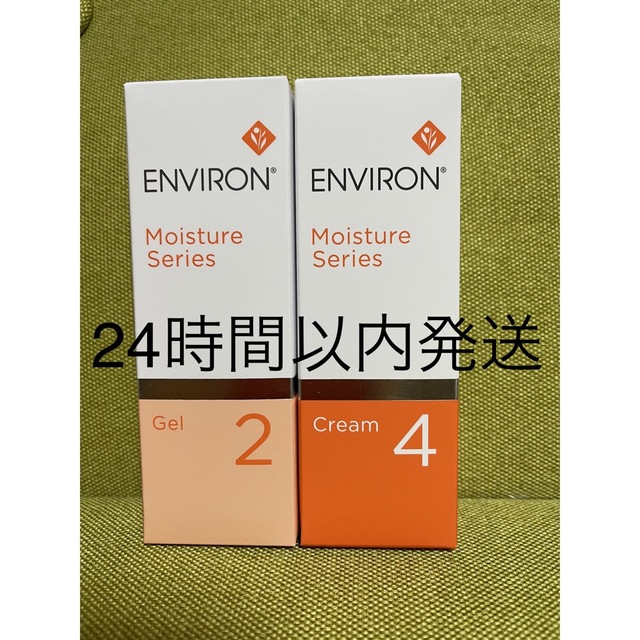 ENVIRON®
Moisture
Series
Gel 2
ENVIRON®
Moisture
Series
Cream 4
24時間以内発送